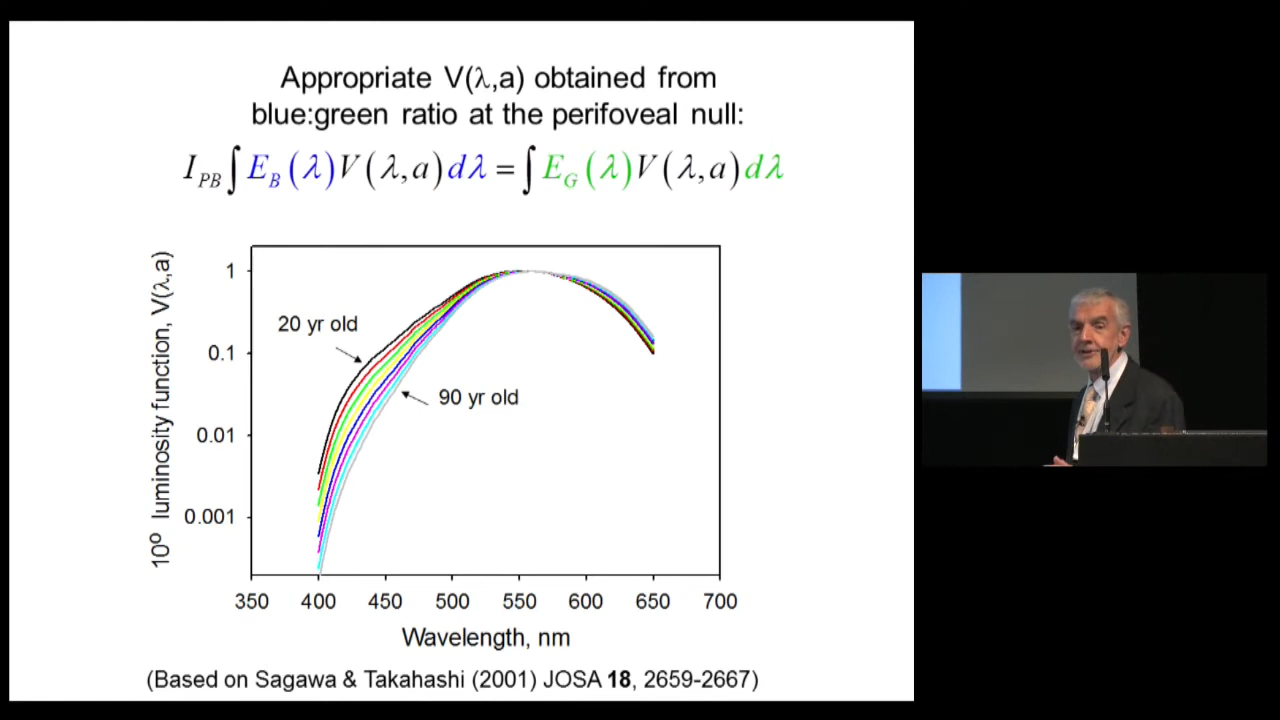 Appropriate V(λ,a) obtained from
blue:green ratio at the perifoveal null:
I_PB ∫ E_B (λ) V (λ, a) dλ = ∫ E_G (λ) V (λ, a) dλ
10º luminosity function, V(λ,a)
1
0.1
0.01
0.001
20 yr old
90 yr old
350 400 450 500 550 600 650 700
Wavelength, nm
(Based on Sagawa & Takahashi (2001) JOSA 18, 2659-2667)